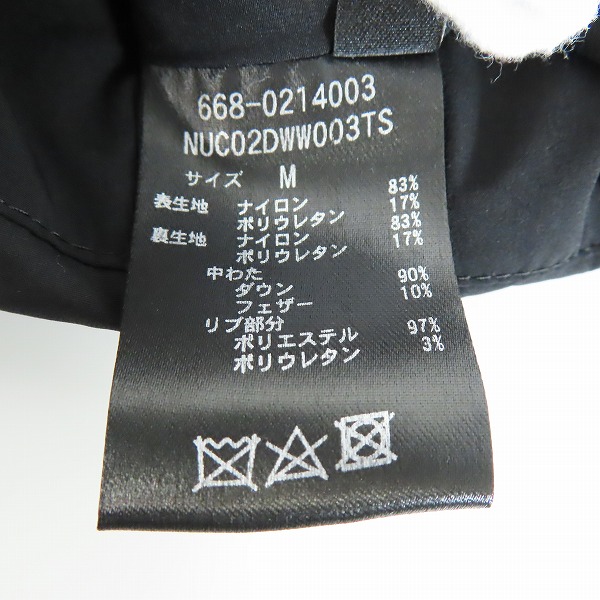 668-0214003
NUC02DWW003TS
サイズ M
表生地 ナイロン 83%
ポリウレタン 17%
裏生地 ナイロン 83%
ポリウレタン 17%
中わた
ダウン 90%
フェザー 10%
リブ部分
ポリエステル 97%
ポリウレタン 3%